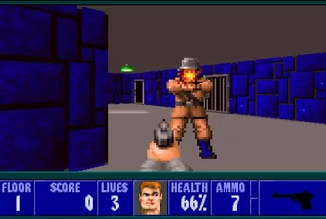 FLOOR SCORE LIVES HEALTH AMMO
1 0 3 66% 7